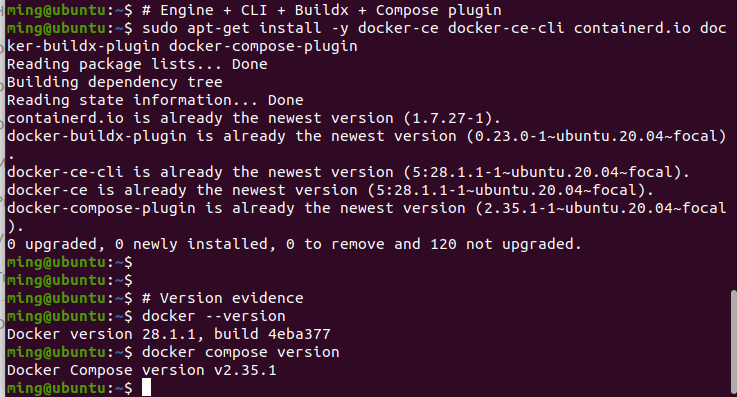 ming@ubuntu:~$ # Engine + CLI + Buildx + Compose plugin
ming@ubuntu:~$ sudo apt-get install -y docker-ce docker-ce-cli containerd.io doc
ker-buildx-plugin docker-compose-plugin
Reading package lists... Done
Building dependency tree
Reading state information... Done
containerd.io is already the newest version (1.7.27-1).
docker-buildx-plugin is already the newest version (0.23.0-1~ubuntu.20.04~focal)
.
docker-ce-cli is already the newest version (5:28.1.1-1~ubuntu.20.04~focal).
docker-ce is already the newest version (5:28.1.1-1~ubuntu.20.04~focal).
docker-compose-plugin is already the newest version (2.35.1-1~ubuntu.20.04~focal
).
0 upgraded, 0 newly installed, 0 to remove and 120 not upgraded.
ming@ubuntu:~$
ming@ubuntu:~$
ming@ubuntu:~$ # Version evidence
ming@ubuntu:~$ docker --version
Docker version 28.1.1, build 4eba377
ming@ubuntu:~$ docker compose version
Docker Compose version v2.35.1
ming@ubuntu:~$